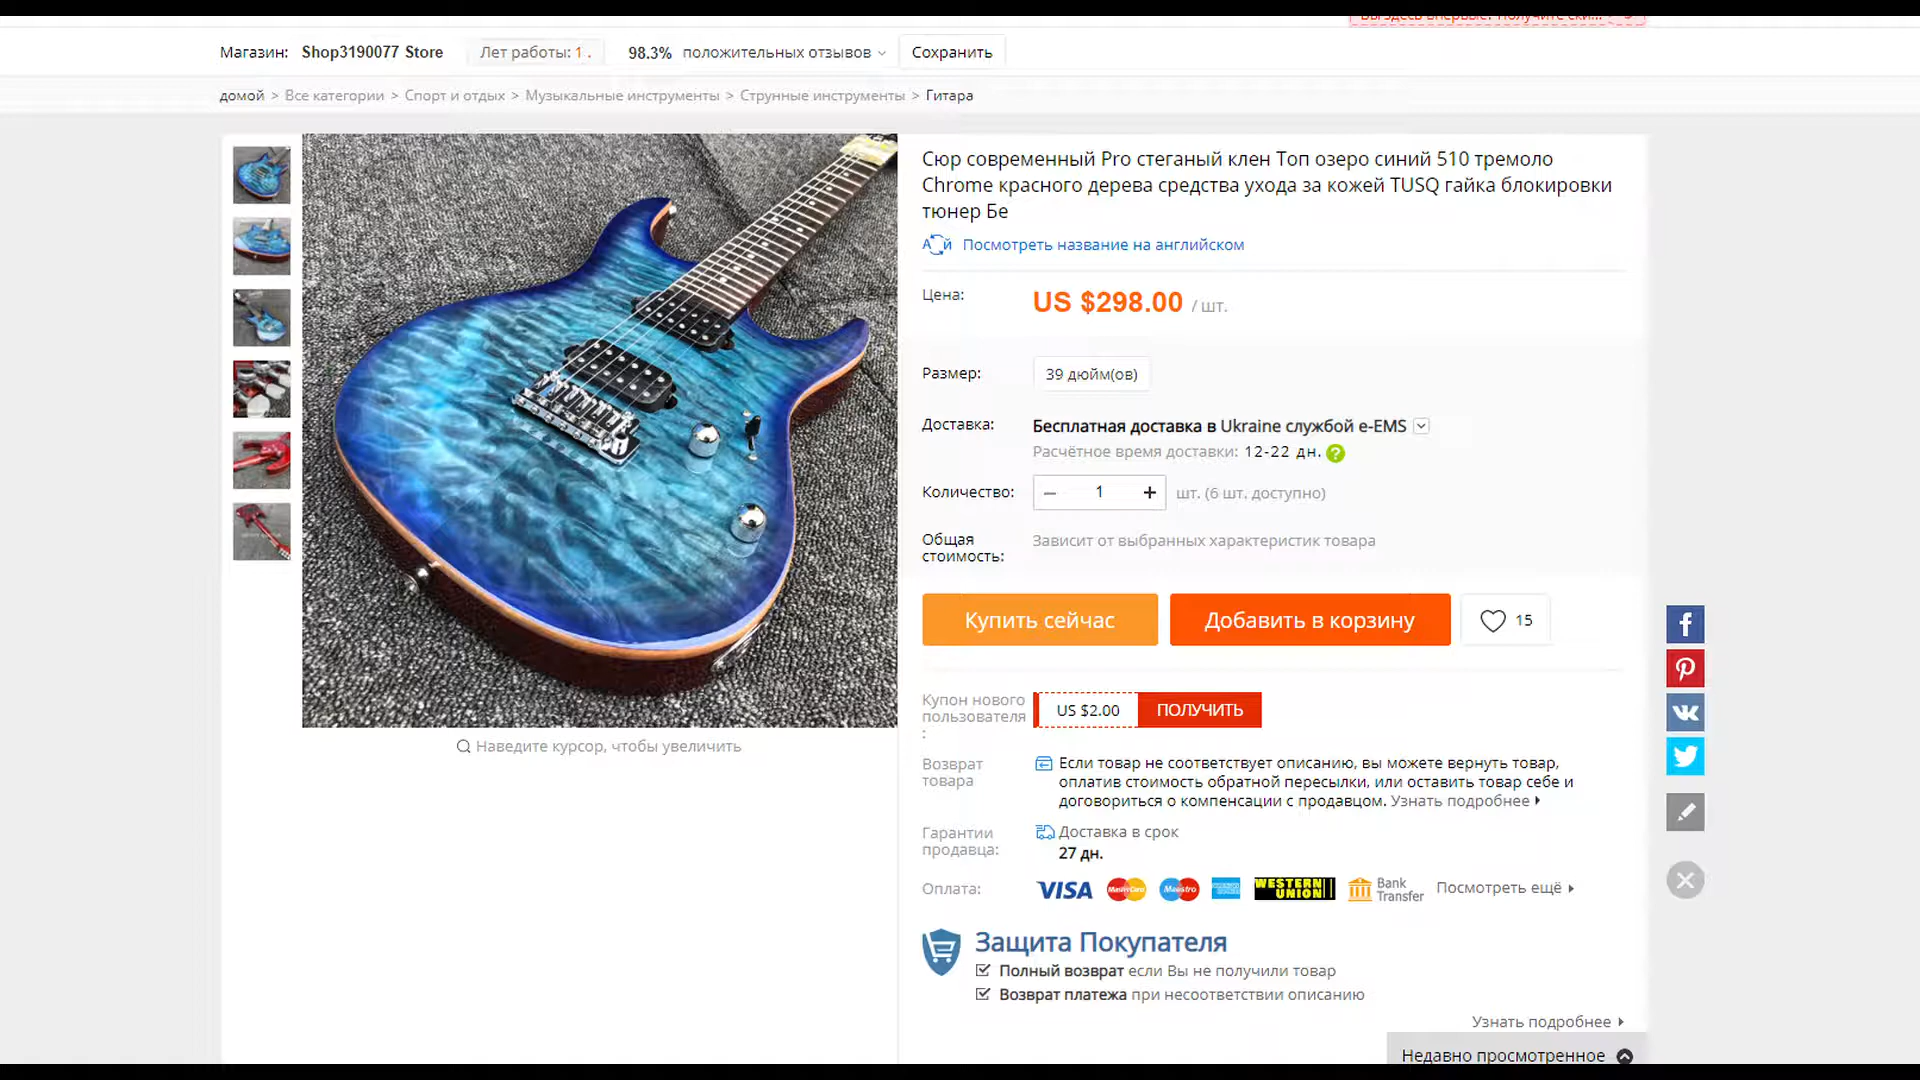 Вы здесь впервые? Получите ски...
Магазин: Shop3190077 Store Лет работы: 1 . 98.3% положительных отзывов Сохранить
домой > Все категории > Спорт и отдых > Музыкальные инструменты > Струнные инструменты > Гитара
Сюр современный Pro стеганый клен Топ озеро синий 510 тремоло
Chrome красного дерева средства ухода за кожей TUSQ гайка блокировки
тюнер Бе
Посмотреть название на английском
Цена: US $298.00 / шт.
Размер: 39 дюйм(ов)
Доставка: Бесплатная доставка в Ukraine службой e-EMS
Расчётное время доставки: 12-22 дн. ?
Количество: − 1 + шт. (6 шт. доступно)
Общая
стоимость:
Зависит от выбранных характеристик товара
Купить сейчас Добавить в корзину 15
Купон нового
пользователя
:
US $2.00 ПОЛУЧИТЬ
Наведите курсор, чтобы увеличить
Возврат
товара
Если товар не соответствует описанию, вы можете вернуть товар,
оплатив стоимость обратной пересылки, или оставить товар себе и
договориться о компенсации с продавцом. Узнать подробнее
Гарантии
продавца:
Доставка в срок
27 дн.
Оплата: VISA MasterCard Maestro WESTERN UNION Bank Transfer Посмотреть ещё
Защита Покупателя
Полный возврат если Вы не получили товар
Возврат платежа при несоответствии описанию
Узнать подробнее
Недавно просмотренное